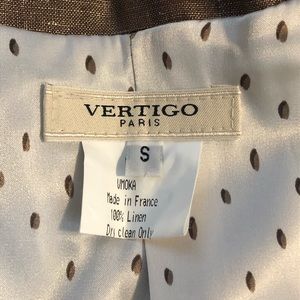 VERTIGO
PARIS
S
UMOKA
Made in France
100% Linen
Dry clean Only